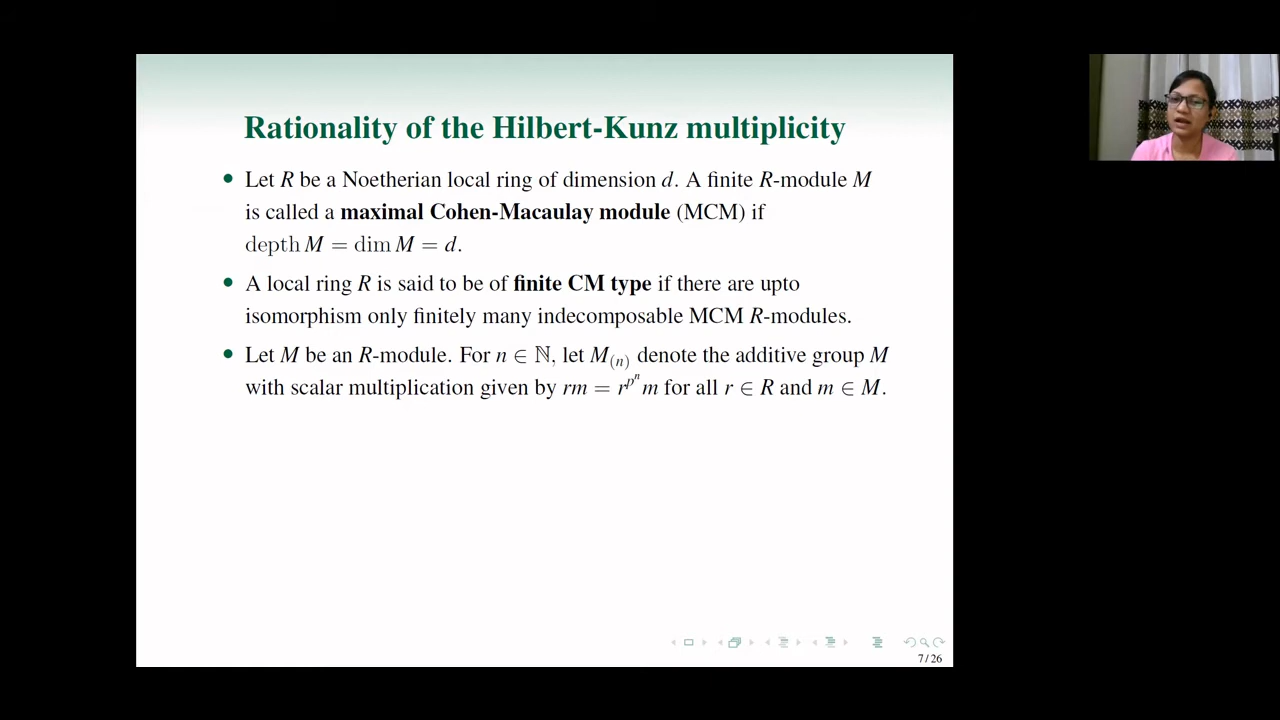 Rationality of the Hilbert-Kunz multiplicity
• Let R be a Noetherian local ring of dimension d. A finite R-module M
is called a maximal Cohen-Macaulay module (MCM) if
depth M = dim M = d.
• A local ring R is said to be of finite CM type if there are upto
isomorphism only finitely many indecomposable MCM R-modules.
• Let M be an R-module. For n ∈ ℕ, let M₍ₙ₎ denote the additive group M
with scalar multiplication given by rm = r^{p^n} m for all r ∈ R and m ∈ M.
7 / 26